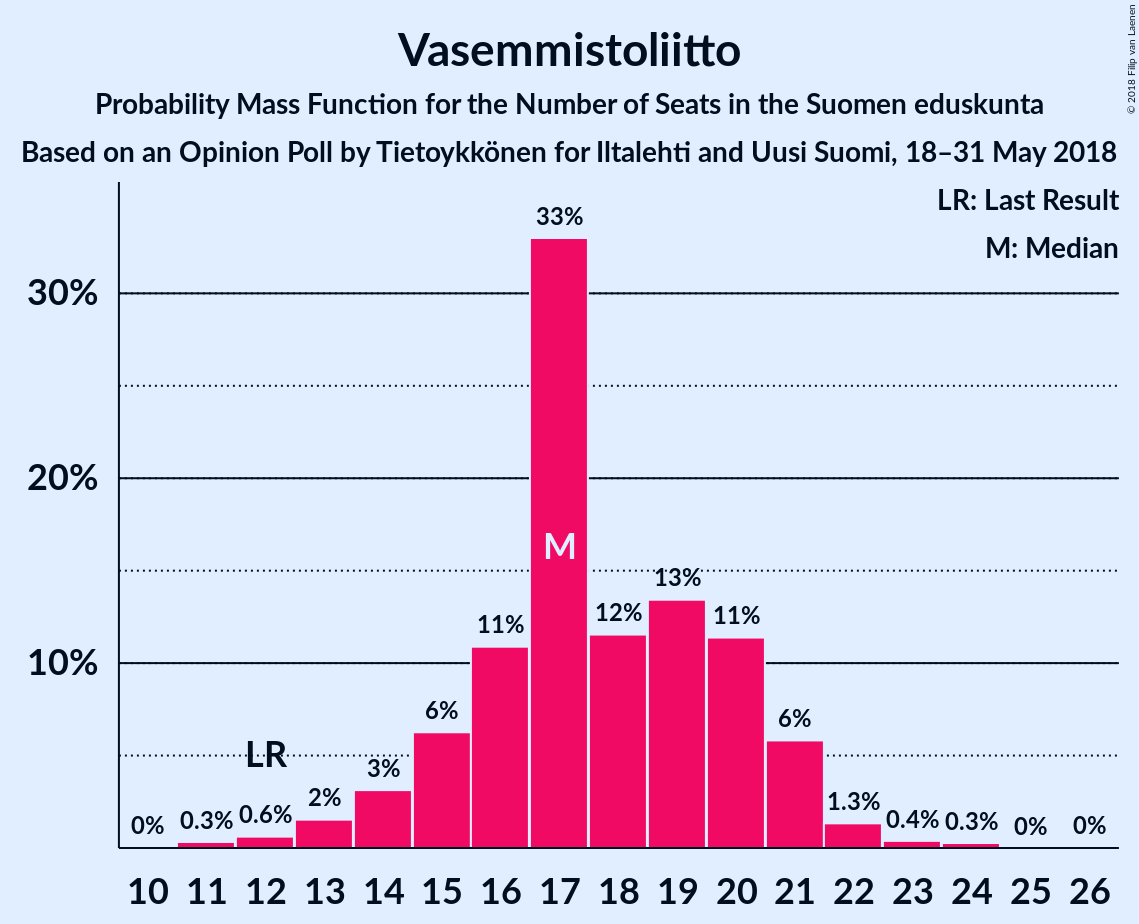 Vasemmistoliitto
Probability Mass Function for the Number of Seats in the Suomen eduskunta
Based on an Opinion Poll by Tietoykkönen for Iltalehti and Uusi Suomi, 18–31 May 2018
© 2018 Filip van Laenen
LR: Last Result
M: Median
30%
20%
10%
0%
0.3%
0.6%
2%
3%
6%
11%
33%
12%
13%
11%
6%
1.3%
0.4%
0.3%
0%
0%
LR
M
10 11 12 13 14 15 16 17 18 19 20 21 22 23 24 25 26